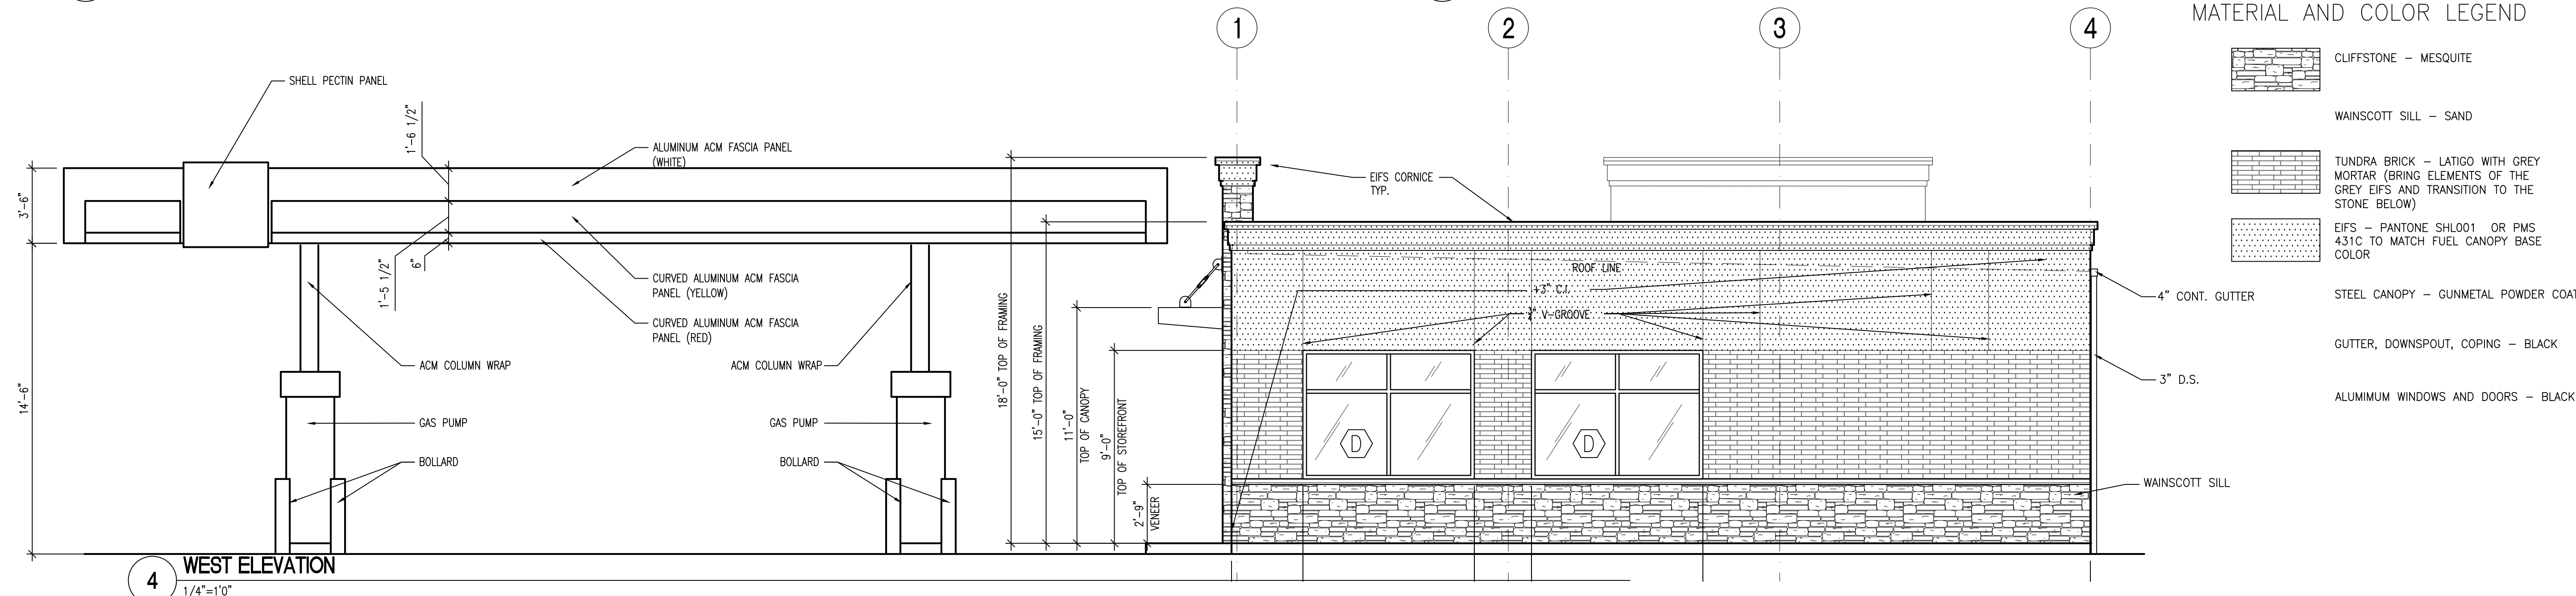 1
2
3
4
MATERIAL AND COLOR LEGEND
CLIFFSTONE – MESQUITE
WAINSCOTT SILL – SAND
TUNDRA BRICK – LATIGO WITH GREY
MORTAR (BRING ELEMENTS OF THE
GREY EIFS AND TRANSITION TO THE
STONE BELOW)
EIFS – PANTONE SHL001 OR PMS
431C TO MATCH FUEL CANOPY BASE
COLOR
STEEL CANOPY – GUNMETAL POWDER COAT
GUTTER, DOWNSPOUT, COPING – BLACK
ALUMIMUM WINDOWS AND DOORS – BLACK
SHELL PECTIN PANEL
1'-6 1/2"
ALUMINUM ACM FASCIA PANEL
(WHITE)
3'-6"
1'-5 1/2"
6"
CURVED ALUMINUM ACM FASCIA
PANEL (YELLOW)
CURVED ALUMINUM ACM FASCIA
PANEL (RED)
ACM COLUMN WRAP
ACM COLUMN WRAP
14'-6"
GAS PUMP
GAS PUMP
BOLLARD
BOLLARD
18'-0" TOP OF FRAMING
15'-0" TOP OF FRAMING
11'-0"
TOP OF CANOPY
9'-0"
TOP OF STOREFRONT
2'-9"
VENEER
EIFS CORNICE
TYP.
ROOF LINE
+3" C.I.
V-GROOVE
D
D
4" CONT. GUTTER
3" D.S.
WAINSCOTT SILL
4
WEST ELEVATION
1/4"=1'0"